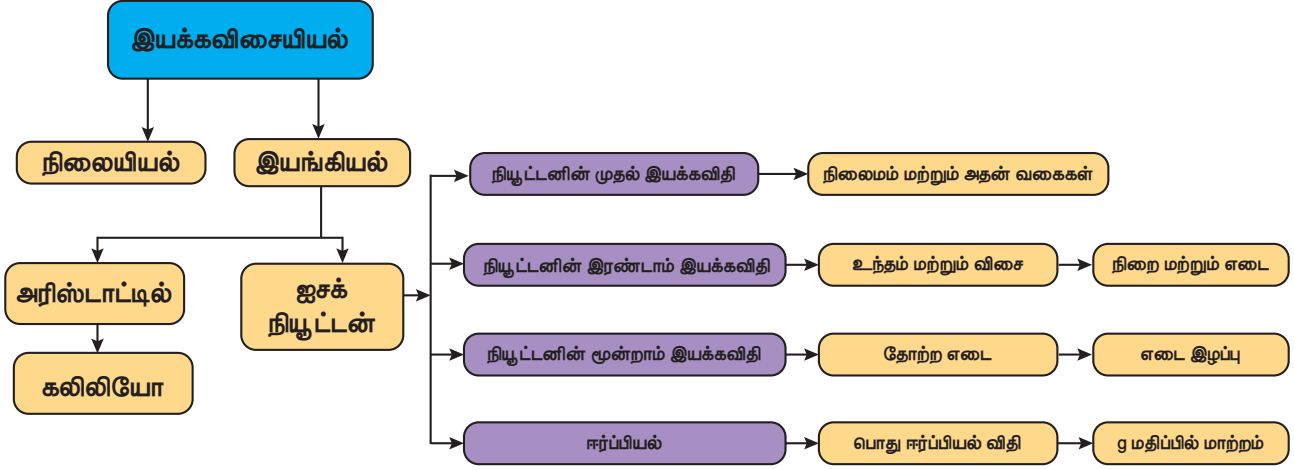 இயக்கவிசையியல்
நிலையியல்
இயங்கியல்
அரிஸ்டாட்டில்
கலிலியோ
ஐசக்
நியூட்டன்
நியூட்டனின் முதல் இயக்கவிதி
நிலைமம் மற்றும் அதன் வகைகள்
நியூட்டனின் இரண்டாம் இயக்கவிதி
உந்தம் மற்றும் விசை
நிறை மற்றும் எடை
நியூட்டனின் மூன்றாம் இயக்கவிதி
தோற்ற எடை
எடை இழப்பு
ஈர்ப்பியல்
பொது ஈர்ப்பியல் விதி
g மதிப்பில் மாற்றம்